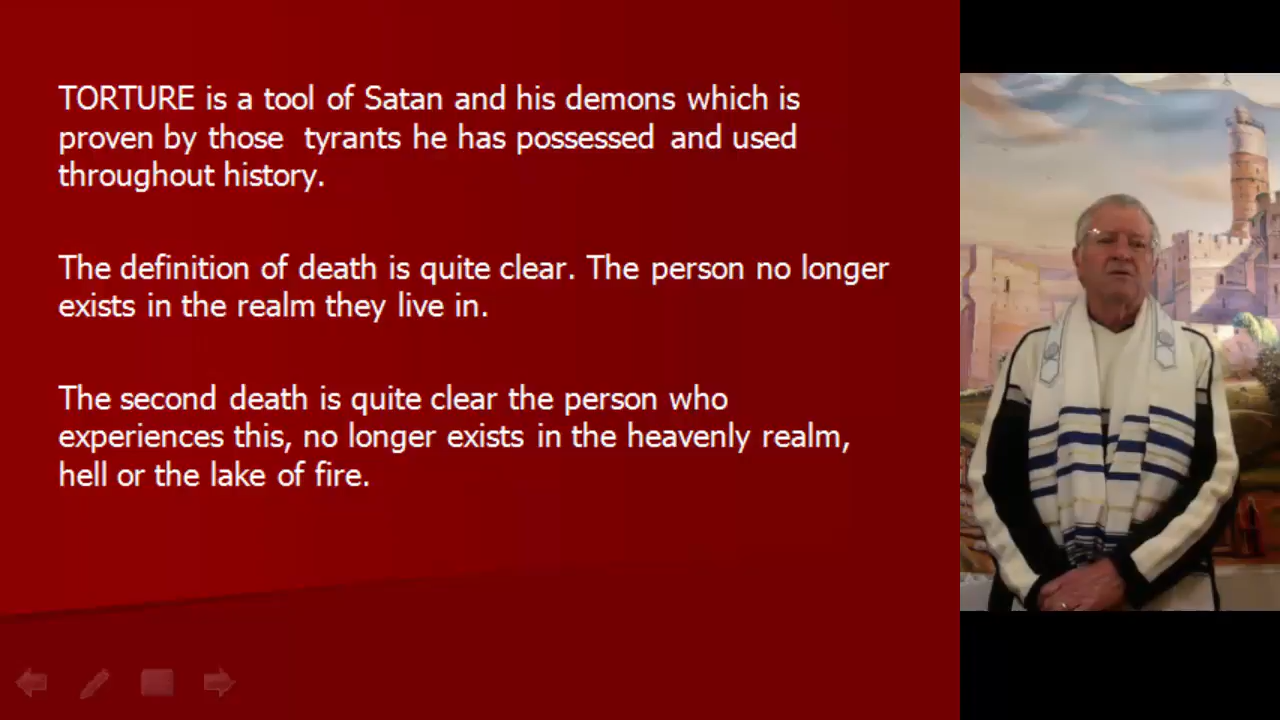 TORTURE is a tool of Satan and his demons which is
proven by those  tyrants he has possessed  and used
throughout history.
The definition of death is quite clear. The person no longer
exists in the realm they live in.
The second death is quite clear the person who
experiences this, no longer exists in the heavenly realm,
hell or the lake of fire.